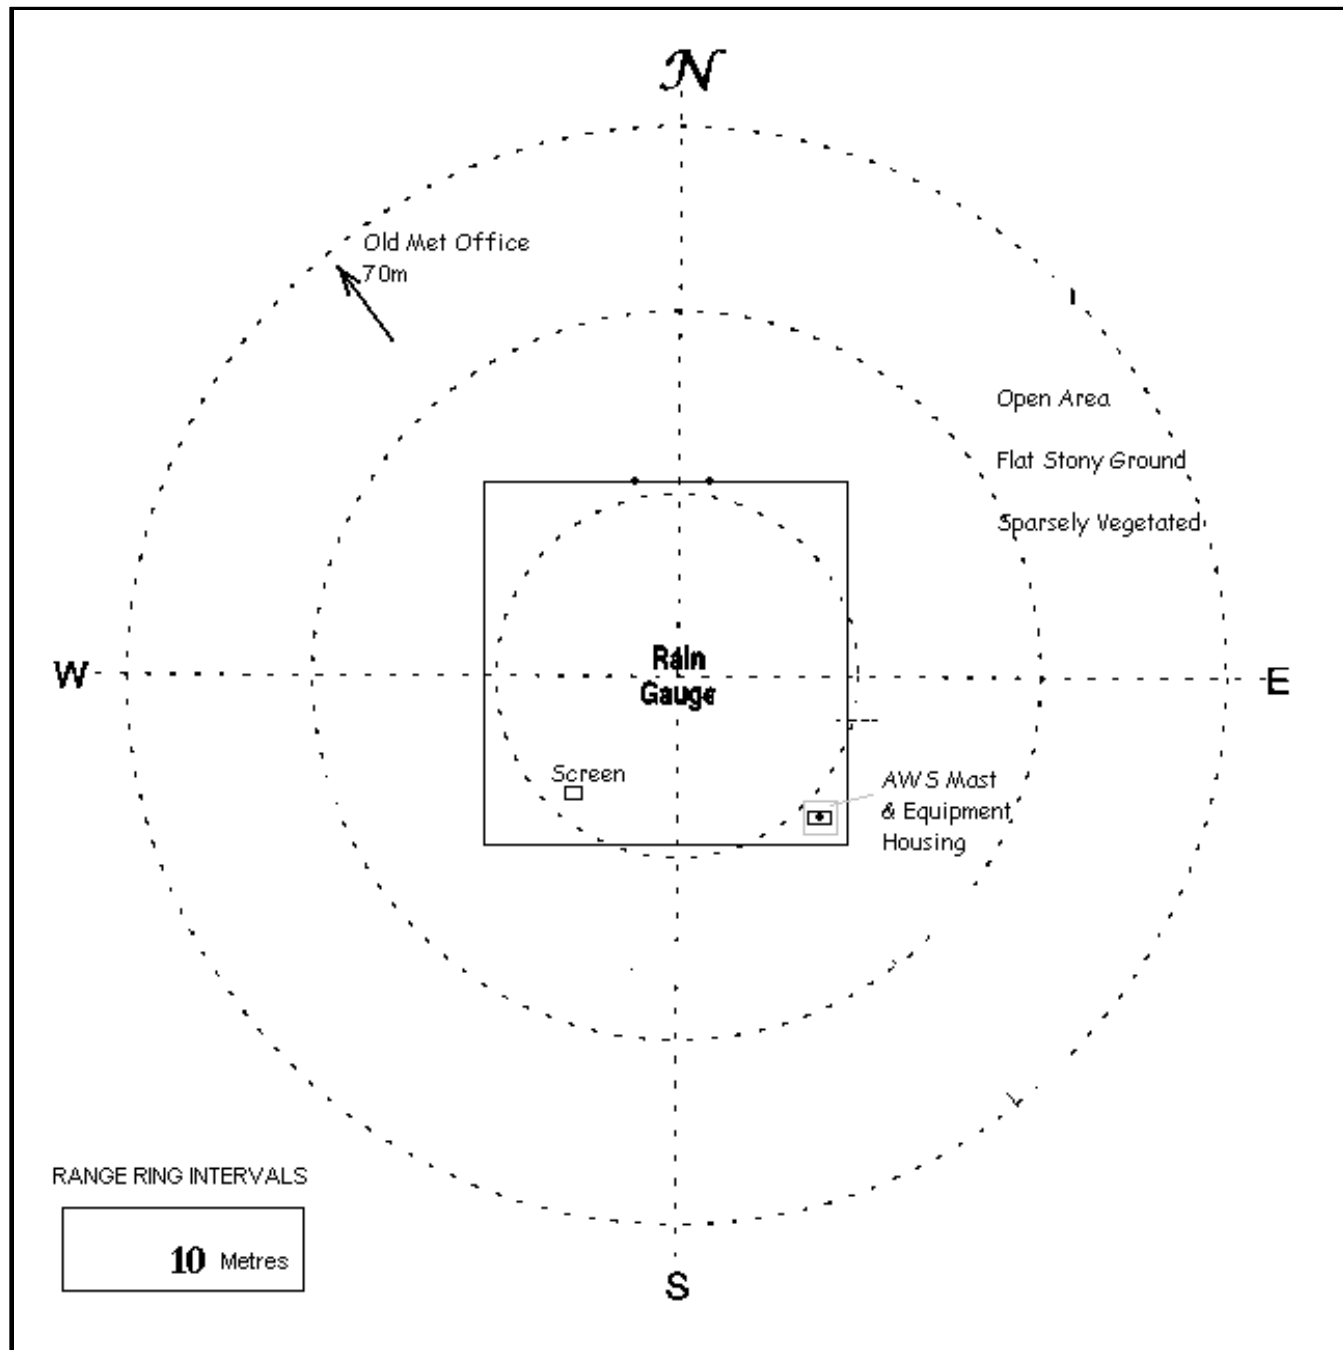 N
Old Met Office
70m
Open Area
Flat Stony Ground
Sparsely Vegetated
W
Rain
Gauge
E
Screen
AWS Mast
& Equipment
Housing
RANGE RING INTERVALS
10 Metres
S